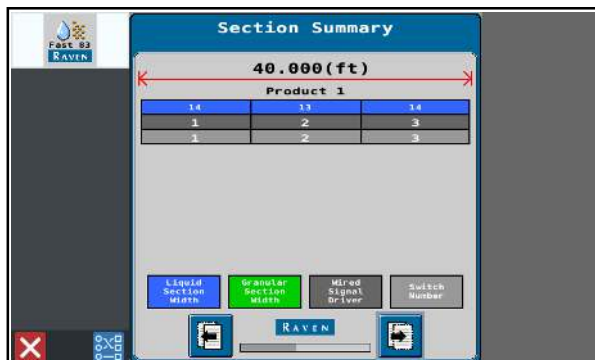 Section Summary
Fast 83
RAVEN
40.000(ft)
Product 1
14 13 14
1 2 3
1 2 3
Liquid Section Width
Granular Section Width
Wired Signal Driver
Switch Number
RAVEN